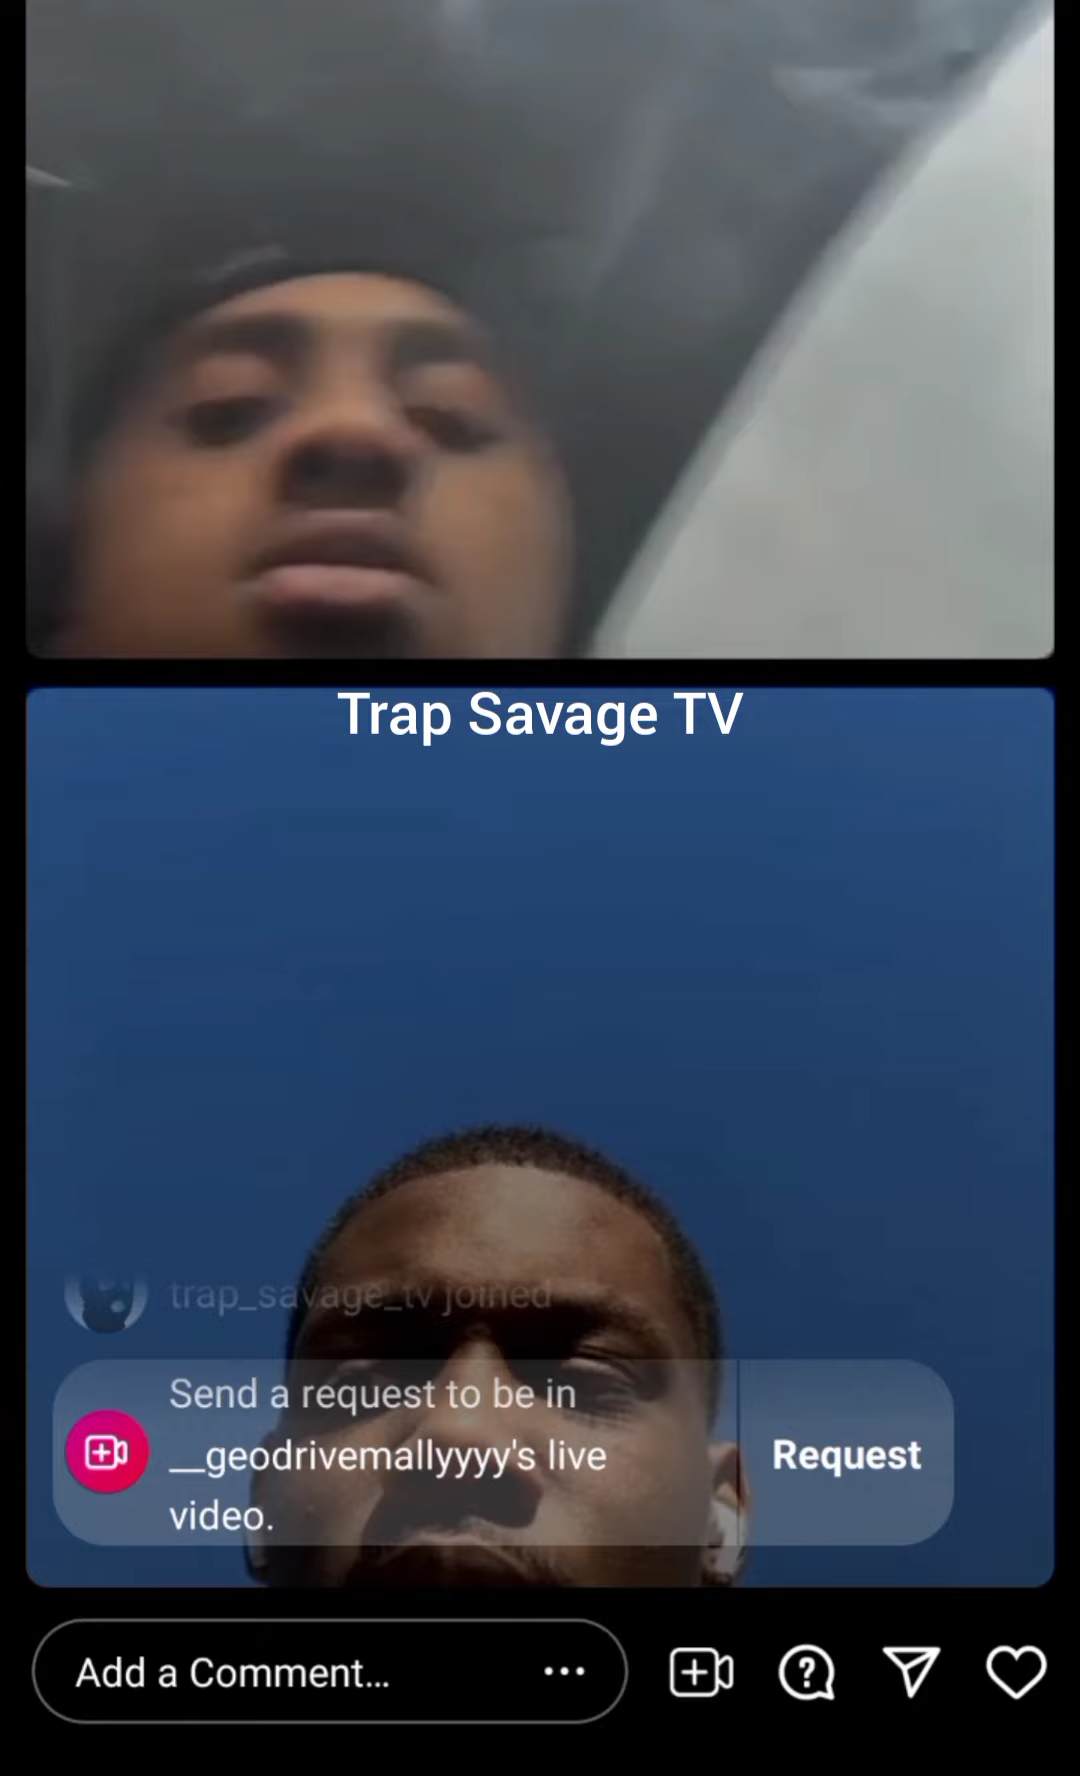 Trap Savage TV
trap_savage_tv joined
Send a request to be in
__geodrivemallyyyy's live
video.
Request
Add a Comment...